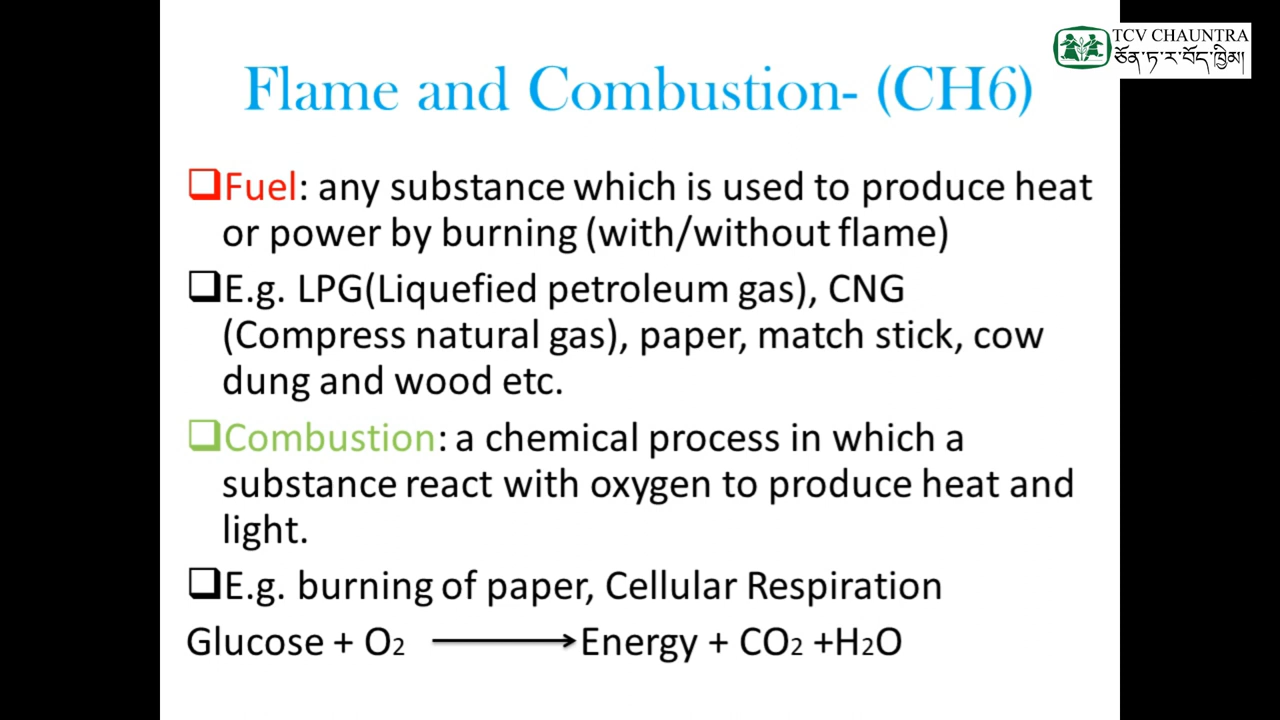 TCV CHAUNTRA
ཅོན་ཏ་ར་བོད་ཁྱིམ།
Flame and Combustion- (CH6)
❑Fuel: any substance which is used to produce heat
or power by burning (with/without flame)
❑E.g. LPG(Liquefied petroleum gas), CNG
(Compress natural gas), paper, match stick, cow
dung and wood etc.
❑Combustion: a chemical process in which a
substance react with oxygen to produce heat and
light.
❑E.g. burning of paper, Cellular Respiration
Glucose + O2 ⟶ Energy + CO2 +H2O